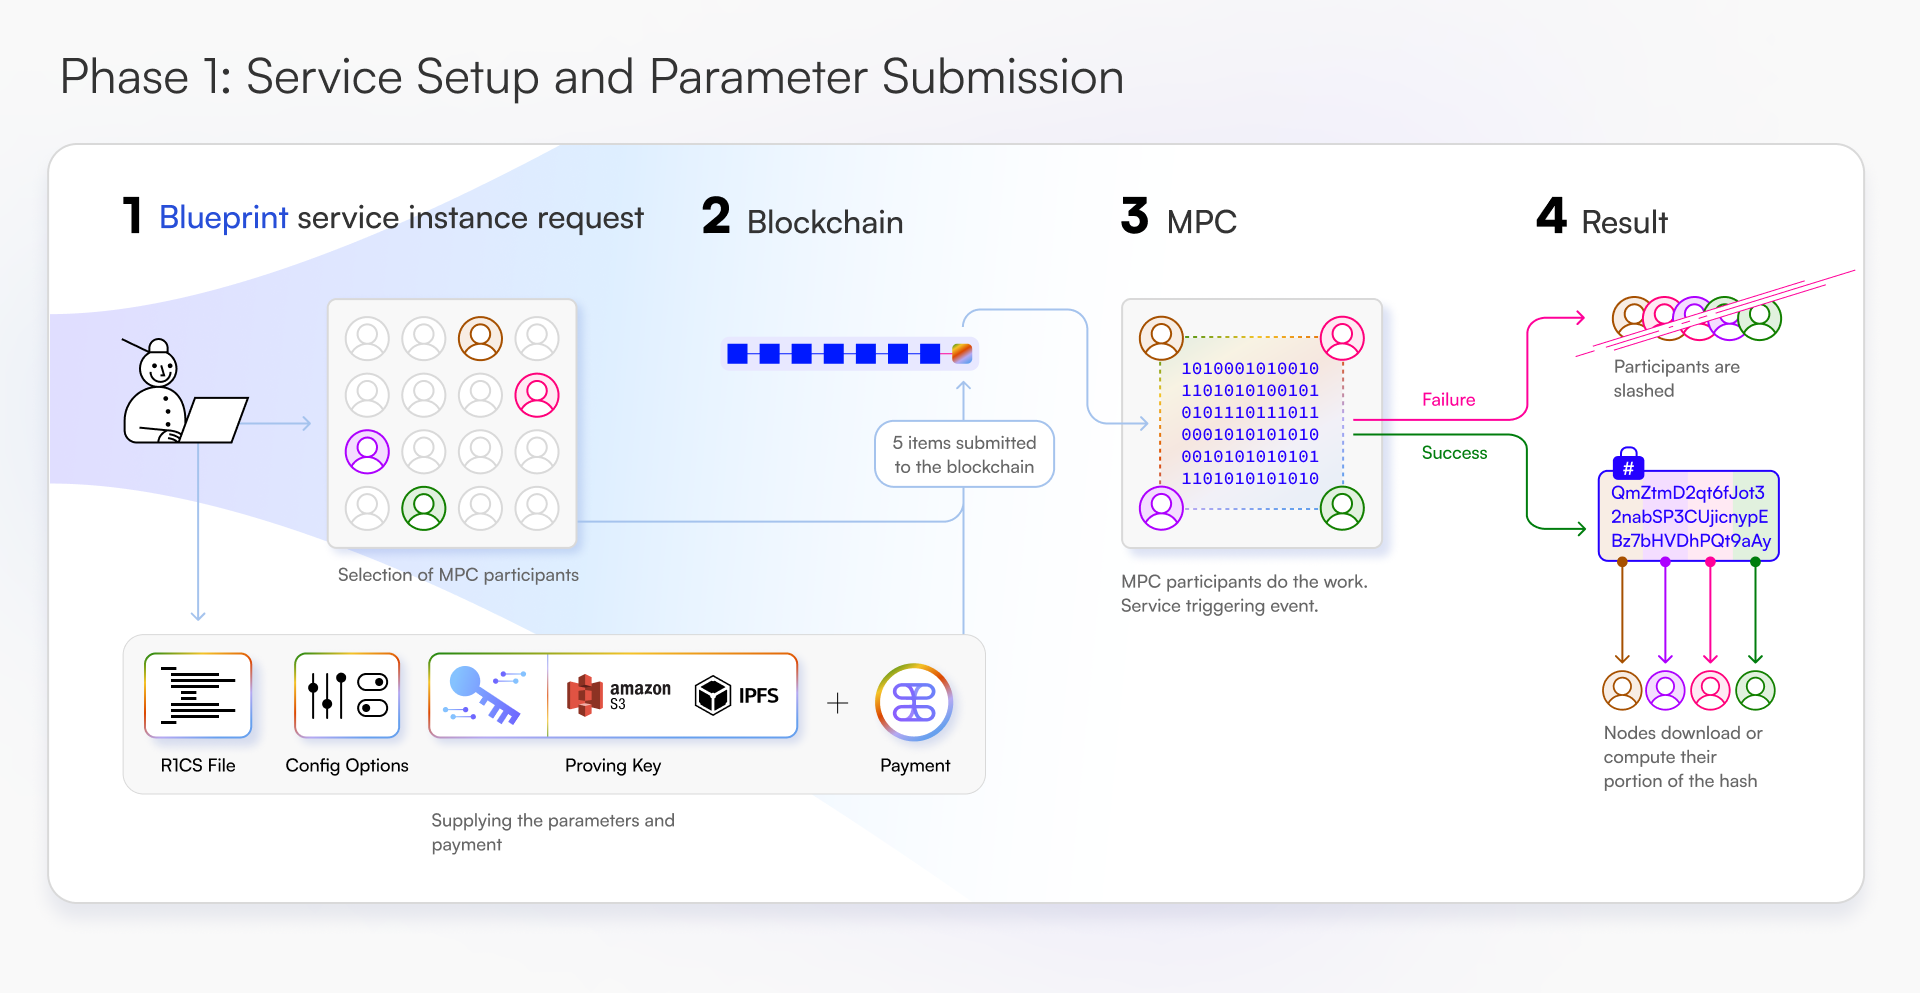 Phase 1: Service Setup and Parameter Submission
1 Blueprint service instance request
2 Blockchain
3 MPC
4 Result
Selection of MPC participants
5 items submitted
to the blockchain
1010001010010
1101010100101
0101110111011
0001010101010
0010101010101
1101010101010
MPC participants do the work.
Service triggering event.
Failure
Success
Participants are
slashed
#
QmZtmD2qt6fJot3
2nabSP3CUjicnypE
Bz7bHVDhPQt9aAy
Nodes download or
compute their
portion of the hash
amazon
S3
IPFS
+
R1CS File
Config Options
Proving Key
Payment
Supplying the parameters and
payment